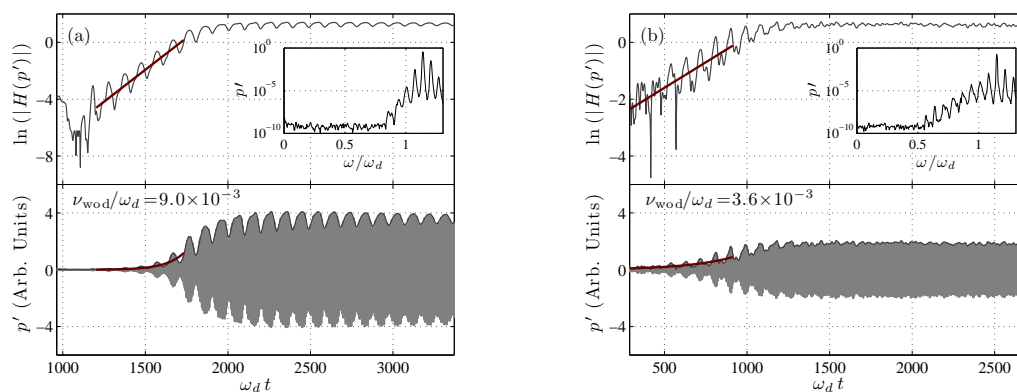 (a)
ln (|H(p′)|)
0
−4
−8
p′
10^0
10^−5
10^−10
0
0.5
1
ω/ω_d
ν_wod/ω_d = 9.0×10^−3
p′ (Arb. Units)
4
0
−4
1000
1500
2000
2500
3000
ω_d t
(b)
ln (|H(p′)|)
0
−2
−4
p′
10^0
10^−5
10^−10
0
0.5
1
ω/ω_d
ν_wod/ω_d = 3.6×10^−3
p′ (Arb. Units)
4
0
−4
500
1000
1500
2000
2500
ω_d t